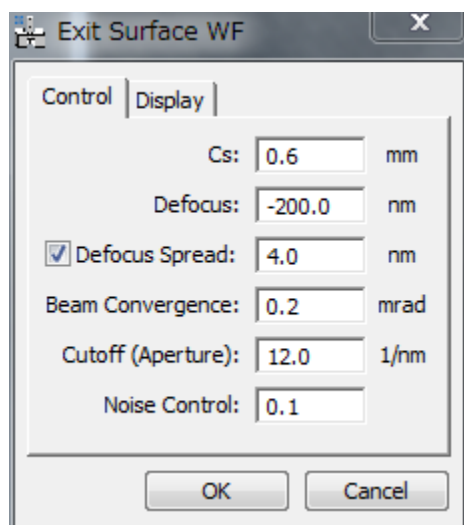 Exit Surface WF
Control Display
Cs: 0.6 mm
Defocus: -200.0 nm
Defocus Spread: 4.0 nm
Beam Convergence: 0.2 mrad
Cutoff (Aperture): 12.0 1/nm
Noise Control: 0.1
OK Cancel